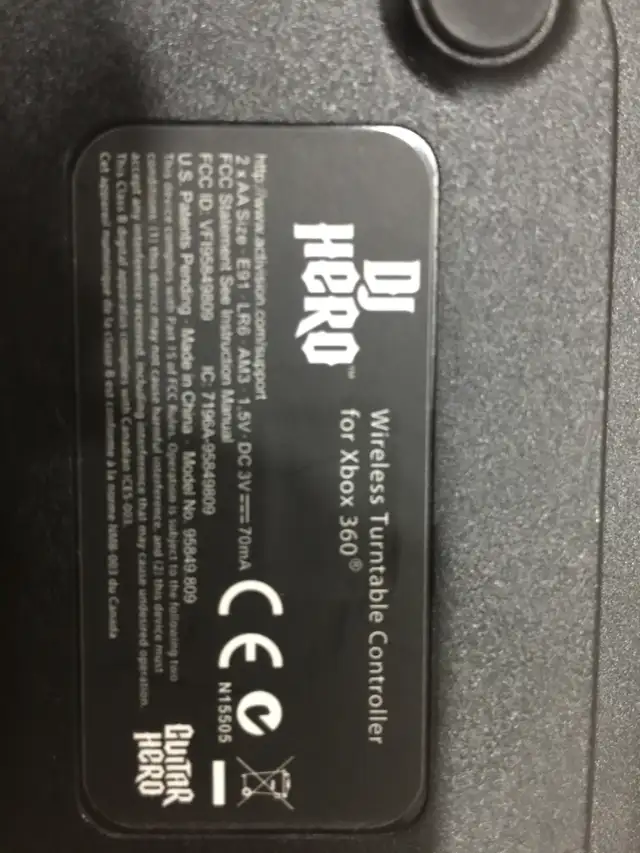 DJ
HERO™
Wireless Turntable Controller
for Xbox 360®
http://www.activision.com/support
2 x AA Size · EB1 · LR6 · AM3 · 1.5V · DC 3V 70mA
FCC Statement See Instruction Manual
FCC ID: VFI95849809 IC: 7196A-95849809
U.S. Patents Pending · Made in China · Model No. 95849.809
This device complies with Part 15 of FCC Rules. Operation is subject to the following two
conditions: (1) this device may not cause harmful interference, and (2) this device must
accept any interference received, including interference that may cause undesired operation.
This Class B digital apparatus complies with Canadian ICES-003.
Cet appareil numérique de la classe B est conforme à la norme NMB-003 du Canada
CE
N15505
GUITAR
HERO